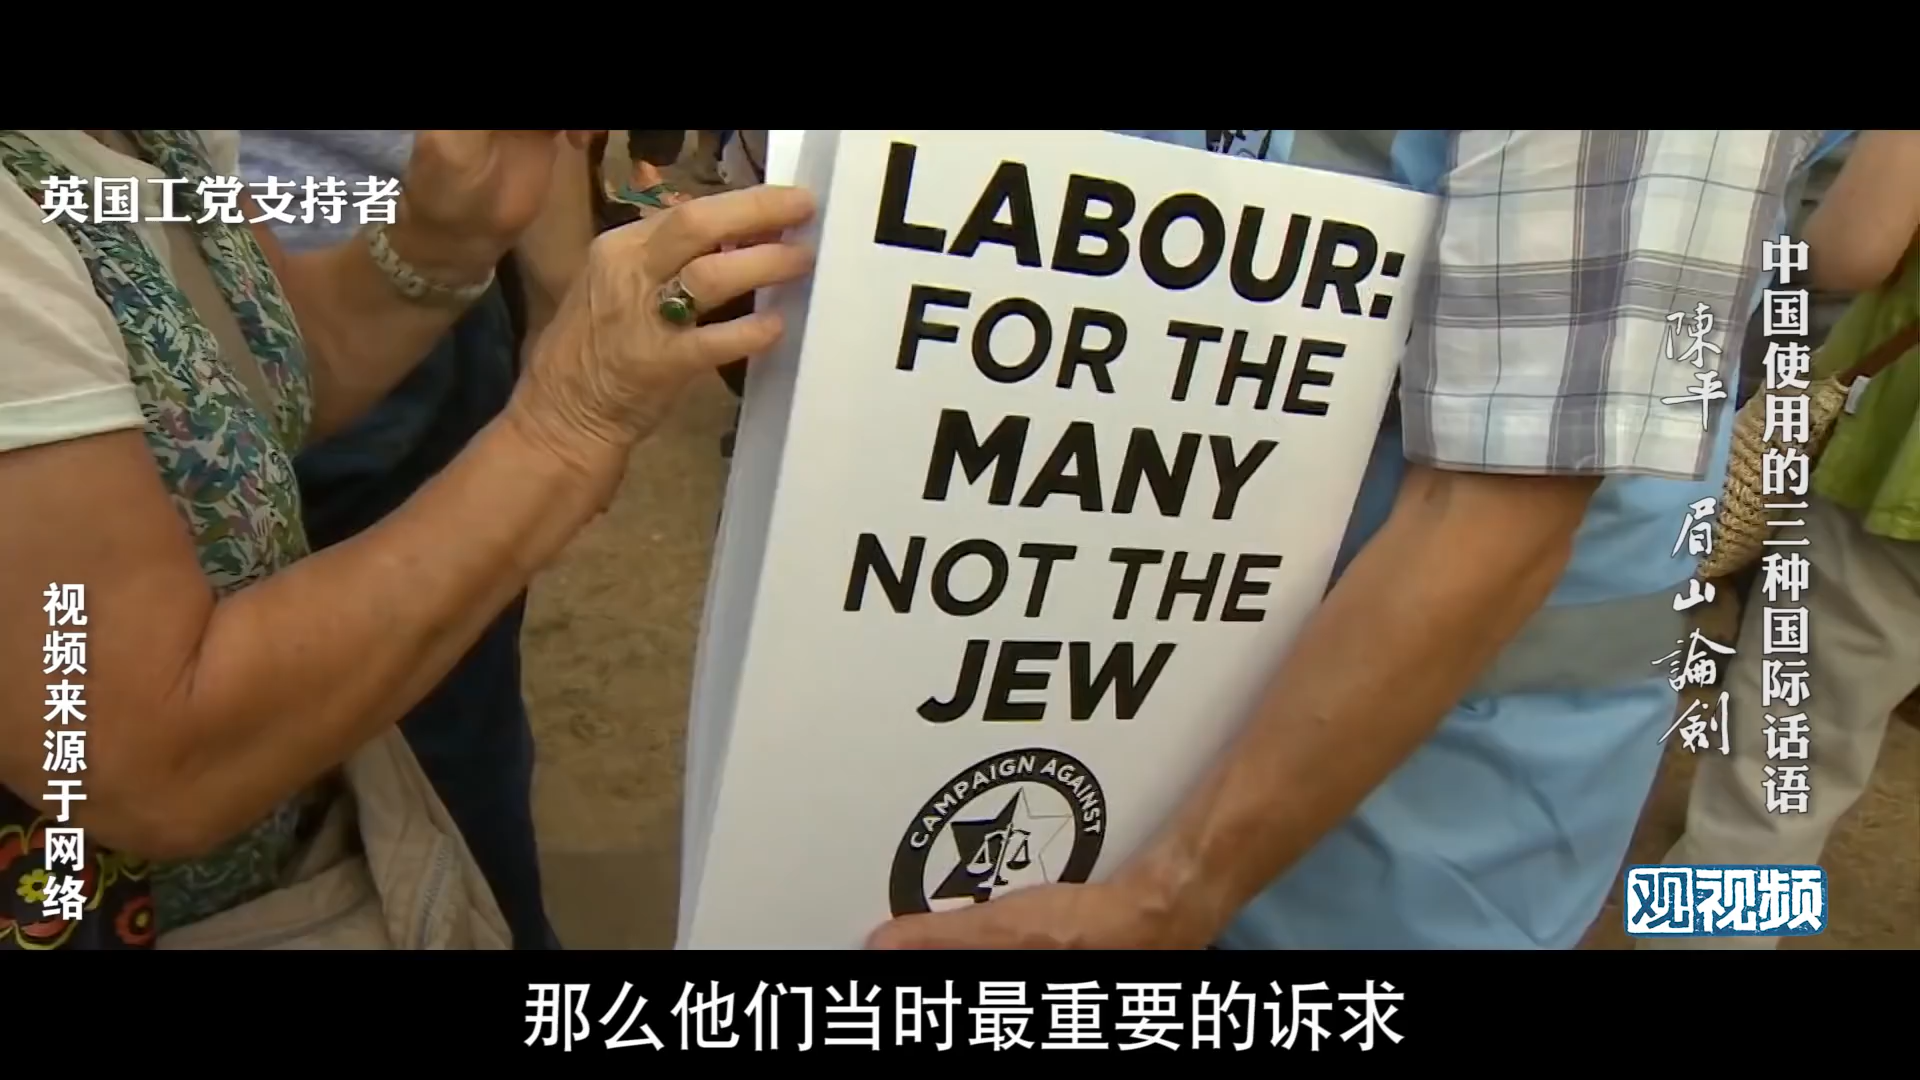 英国工党支持者
LABOUR:
FOR THE
MANY
NOT THE
JEW
CAMPAIGN AGAINST
中国使用的三种国际话语
陳平 眉山論劍
视频来源于网络
观视频
那么他们当时最重要的诉求